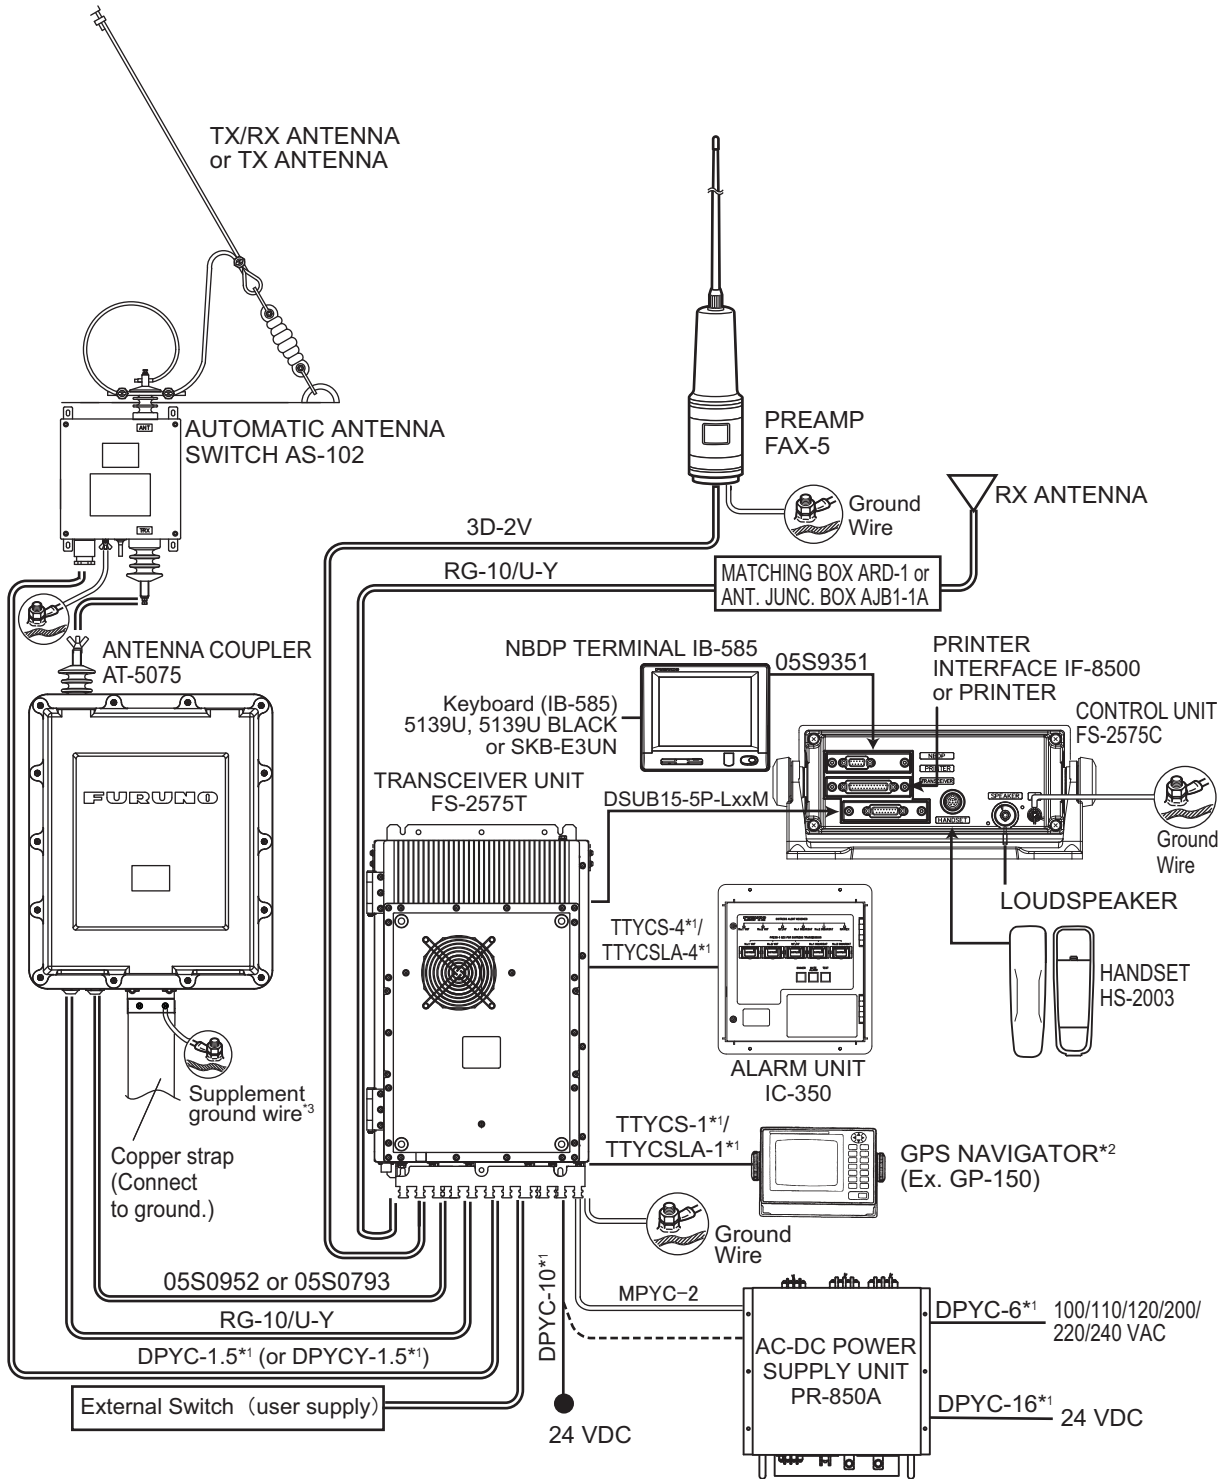 TX/RX ANTENNA
or TX ANTENNA
ANT
AUTOMATIC ANTENNA
SWITCH AS-102
TRX
PREAMP
FAX-5
Ground
Wire
RX ANTENNA
3D-2V
RG-10/U-Y
MATCHING BOX ARD-1 or
ANT. JUNC. BOX AJB1-1A
ANTENNA COUPLER
AT-5075
FURUNO
NBDP TERMINAL IB-585
05S9351
Keyboard (IB-585)
5139U, 5139U BLACK
or SKB-E3UN
PRINTER
INTERFACE IF-8500
or PRINTER
CONTROL UNIT
FS-2575C
NBDP
PRINTER
TRANSCEIVER
SPEAKER
HANDSET
TRANSCEIVER UNIT
FS-2575T
DSUB15-5P-LxxM
Ground
Wire
LOUDSPEAKER
TTYCS-4*1/
TTYCSLA-4*1
HANDSET
HS-2003
ALARM UNIT
IC-350
Supplement
ground wire*3
Copper strap
(Connect
to ground.)
TTYCS-1*1/
TTYCSLA-1*1
GPS NAVIGATOR*2
(Ex. GP-150)
Ground
Wire
05S0952 or 05S0793
RG-10/U-Y
DPYC-1.5*1 (or DPYCY-1.5*1)
External Switch (user supply)
DPYC-10*1
24 VDC
MPYC-2
AC-DC POWER
SUPPLY UNIT
PR-850A
DPYC-6*1
100/110/120/200/
220/240 VAC
DPYC-16*1
24 VDC